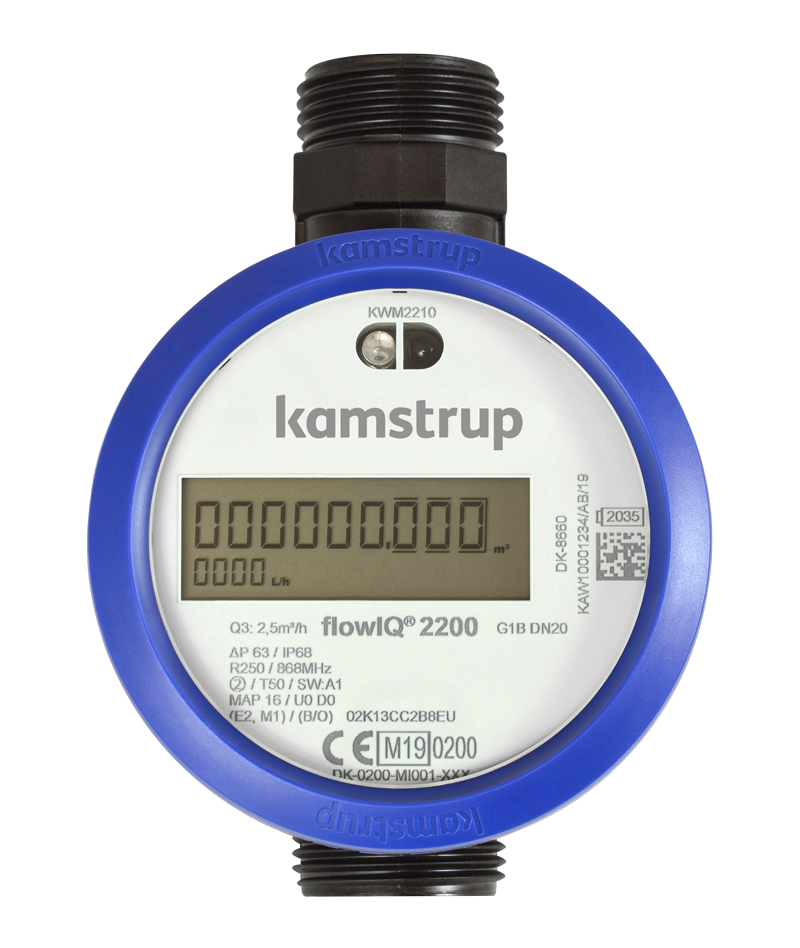 kamstrup
KWM2210
kamstrup
000000,000 m³
0000 L/h
DK-8660
KAW10001234/AB/19
2035
Q3: 2,5m³/h flowIQ® 2200 G1B DN20
ΔP 63 / IP68
R250 / 868MHz
② / T50 / SW:A1
MAP 16 / U0 D0
(E2, M1) / (B/O) 02K13CC2B8EU
CE M19 0200
DK-0200-MI001-XXX
kamstrup